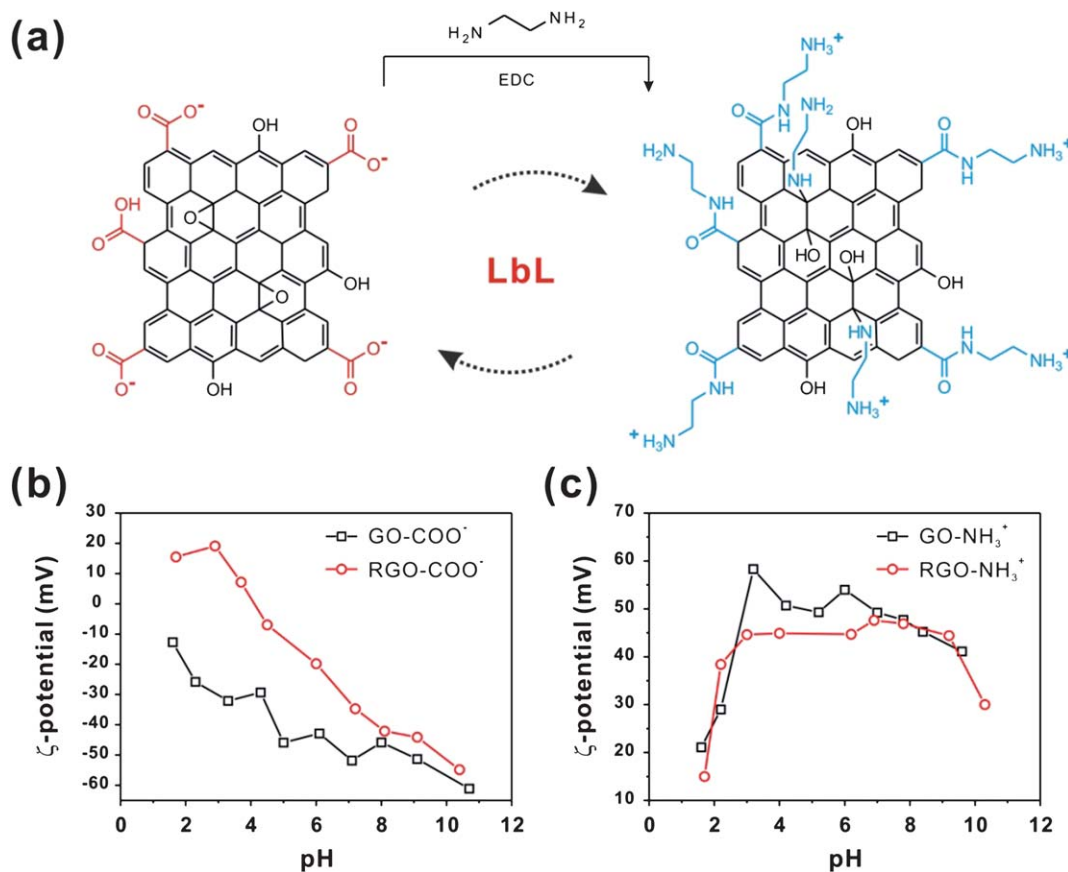 (a)
H₂N NH₂
EDC
O O⁻
OH
O
O⁻
OH
O
O
OH
O
LbL
O
O⁻
OH
O⁻
O
NH₃⁺
O
N
H
NH₂
OH
O
N
H
NH₃⁺
H₂N
NH
NH
O
HO
OH
OH
HN
O
NH
H
N
O
NH₃⁺
OH
NH₃⁺
⁺H₃N
(b)
30
20
10
0
-10
-20
-30
-40
-50
-60
ζ-potential (mV)
GO-COO⁻
RGO-COO⁻
0 2 4 6 8 10 12
pH
(c)
70
60
50
40
30
20
10
ζ-potential (mV)
GO-NH₃⁺
RGO-NH₃⁺
0 2 4 6 8 10 12
pH